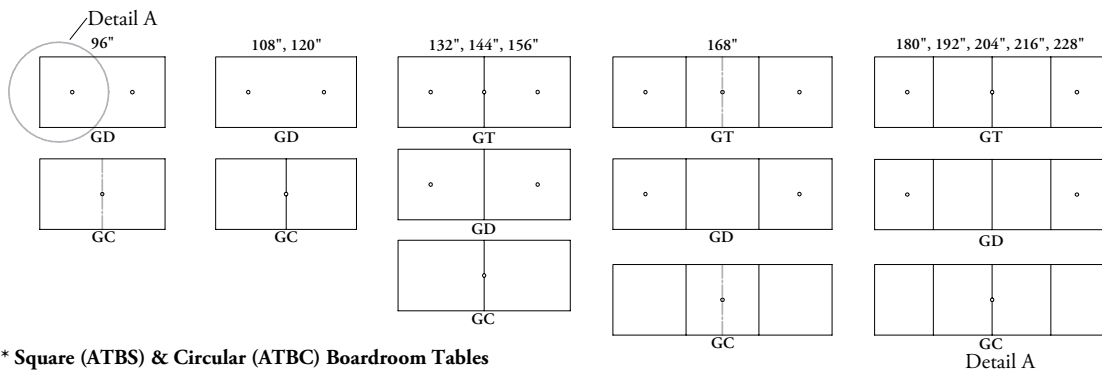 Detail A
96"
108", 120"
132", 144", 156"
168"
180", 192", 204", 216", 228"
GD
GD
GT
GT
GT
GC
GC
GD
GD
GD
GC
GC
GC
* Square (ATBS) & Circular (ATBC) Boardroom Tables
Detail A